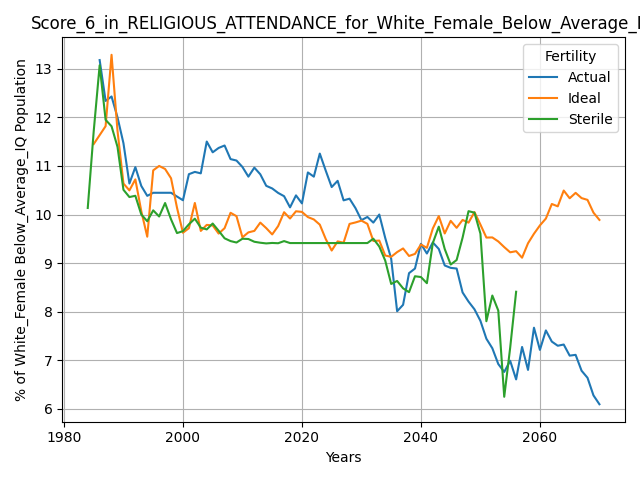 Score_6_in_RELIGIOUS_ATTENDANCE_for_White_Female_Below_Average_I
Fertility
Actual
Ideal
Sterile
% of White_Female Below_Average_IQ Population
13
12
11
10
9
8
7
6
1980
2000
2020
2040
2060
Years